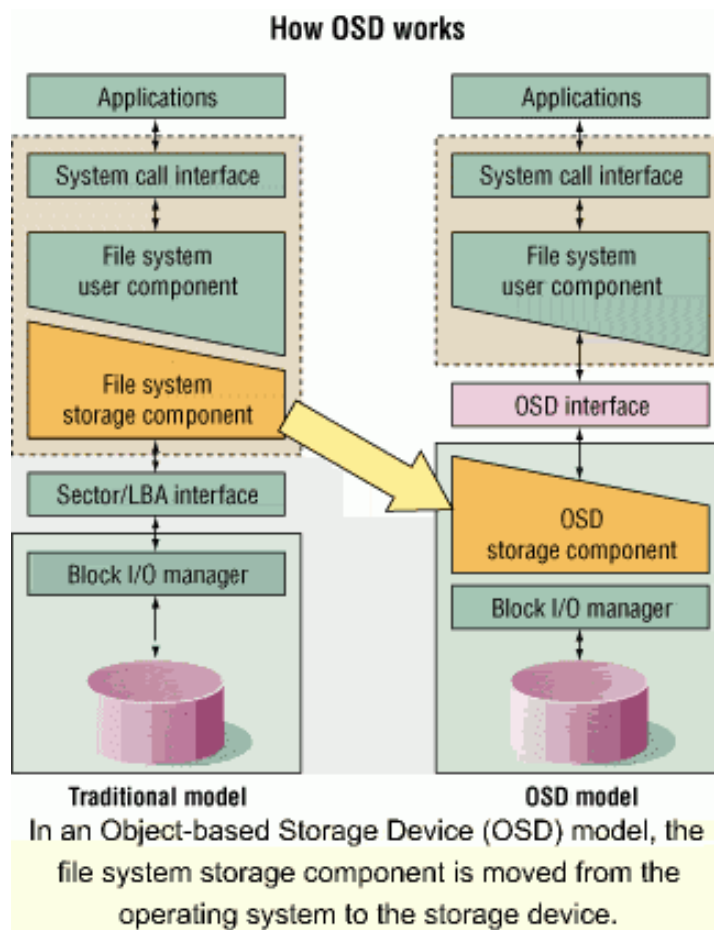 How OSD works
Applications
System call interface
File system
user component
File system
storage component
Sector/LBA interface
Block I/O manager
Traditional model
Applications
System call interface
File system
user component
OSD interface
OSD
storage component
Block I/O manager
OSD model
In an Object-based Storage Device (OSD) model, the
file system storage component is moved from the
operating system to the storage device.